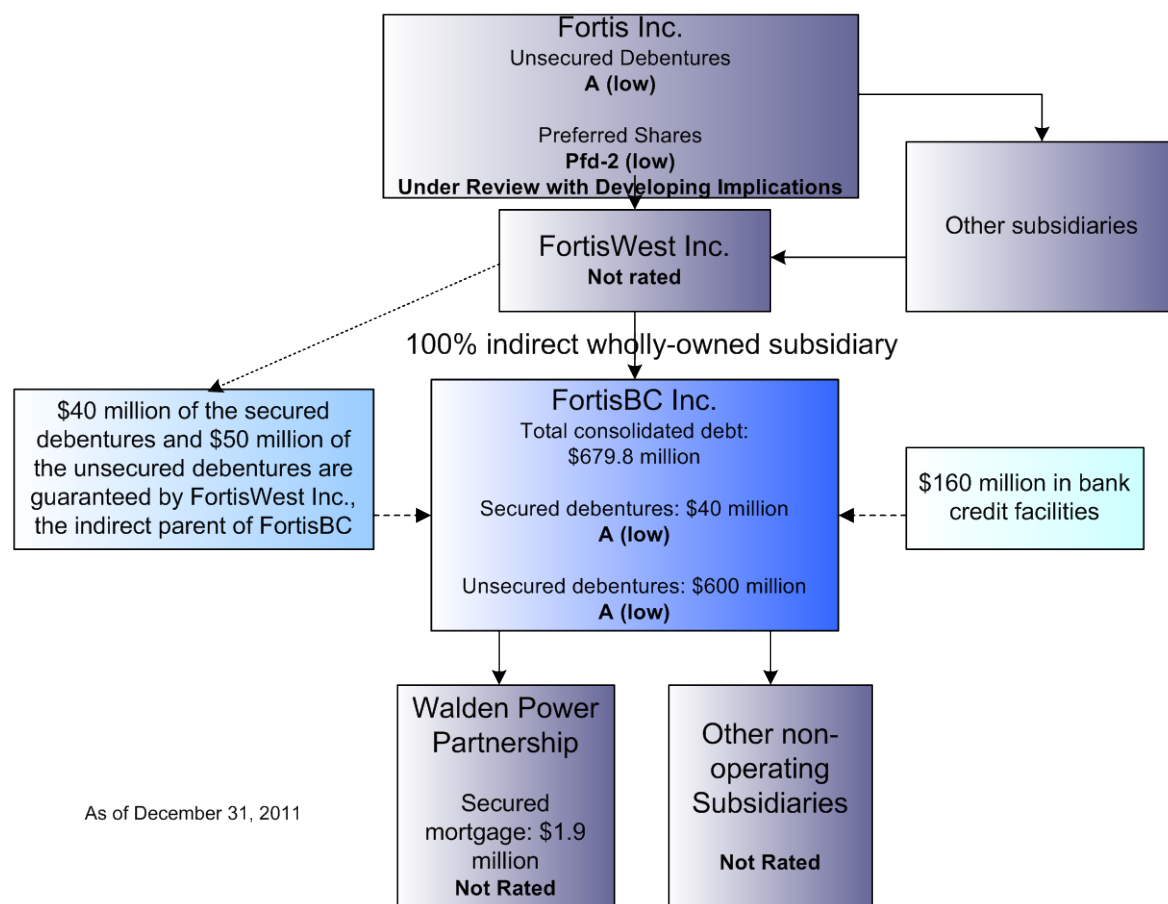 Fortis Inc.
Unsecured Debentures
A (low)
Preferred Shares
Pfd-2 (low)
Under Review with Developing Implications
Other subsidiaries
FortisWest Inc.
Not rated
100% indirect wholly-owned subsidiary
$40 million of the secured
debentures and $50 million of
the unsecured debentures are
guaranteed by FortisWest Inc.,
the indirect parent of FortisBC
FortisBC Inc.
Total consolidated debt:
$679.8 million
Secured debentures: $40 million
A (low)
Unsecured debentures: $600 million
A (low)
$160 million in bank
credit facilities
Walden Power
Partnership
Secured
mortgage: $1.9
million
Not Rated
Other non-
operating
Subsidiaries
Not Rated
As of December 31, 2011